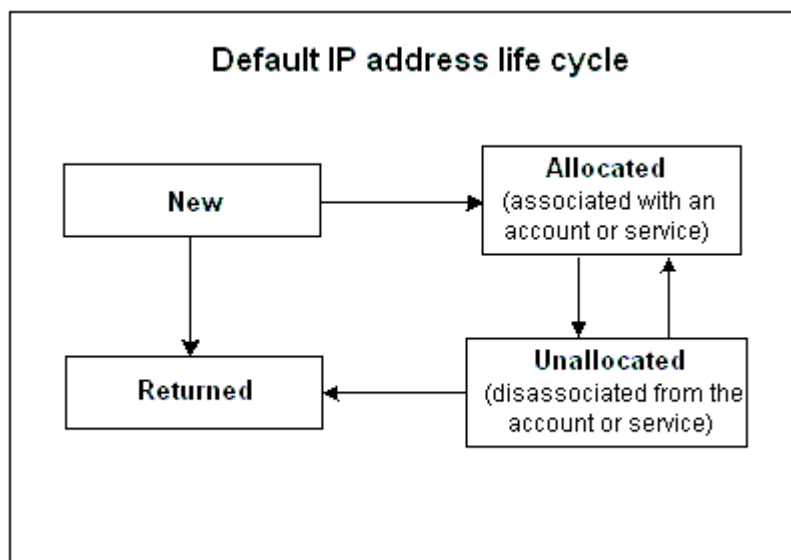 Default IP address life cycle
New
Allocated
(associated with an
account or service)
Returned
Unallocated
(disassociated from the
account or service)